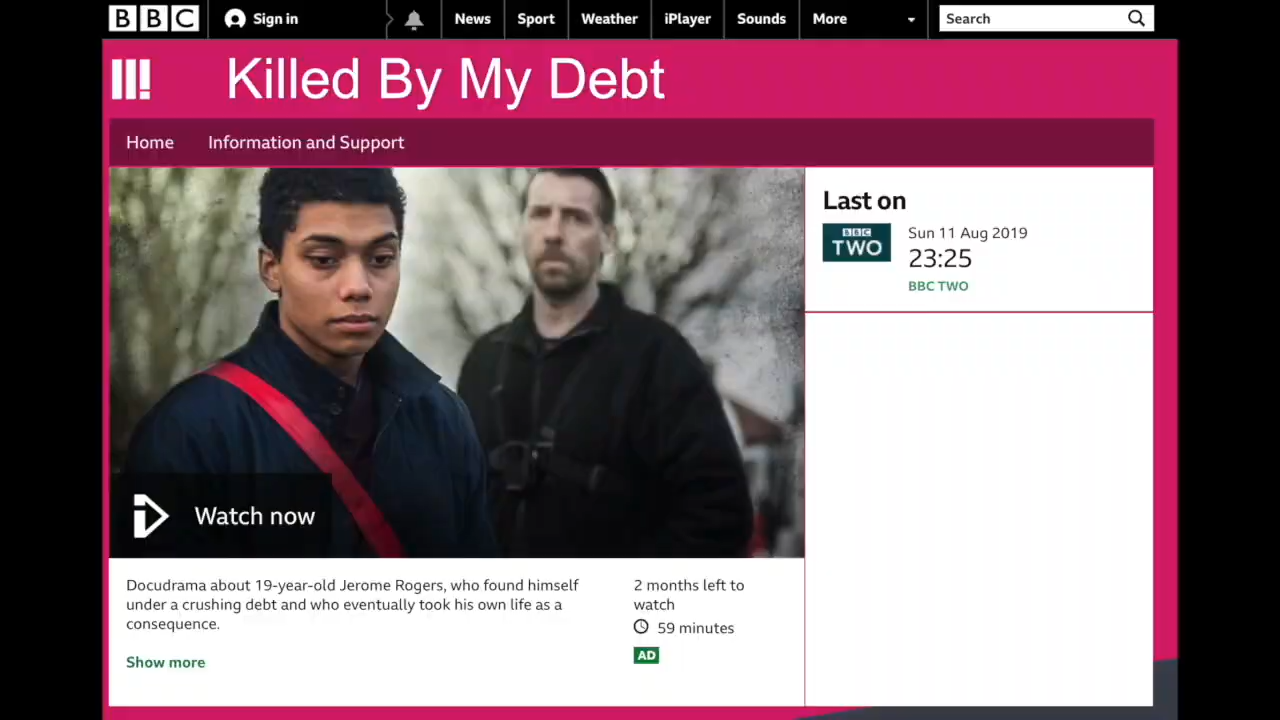 BBC
Sign in
News
Sport
Weather
iPlayer
Sounds
More
Search
Killed By My Debt
Home
Information and Support
Last on
BBC
TWO
Sun 11 Aug 2019
23:25
BBC TWO
Watch now
Docudrama about 19-year-old Jerome Rogers, who found himself
under a crushing debt and who eventually took his own life as a
consequence.
Show more
2 months left to
watch
59 minutes
AD